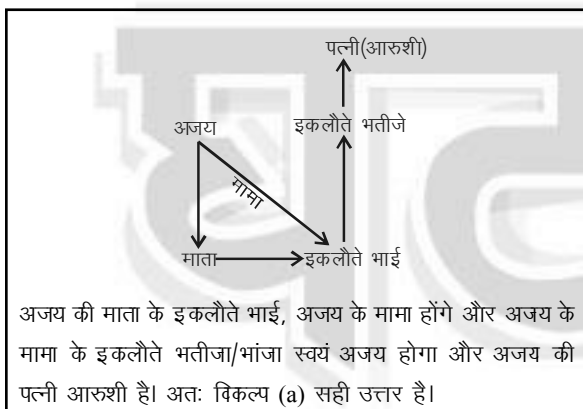 पत्नी(आरुशी)
अजय
इकलौते भतीजे
मामा
माता
इकलौते भाई
अजय की माता के इकलौते भाई, अजय के मामा होंगे और अजय के
मामा के इकलौते भतीजा/भांजा स्वयं अजय होगा और अजय की
पत्नी आरुशी है। अतः विकल्प (a) सही उत्तर है।